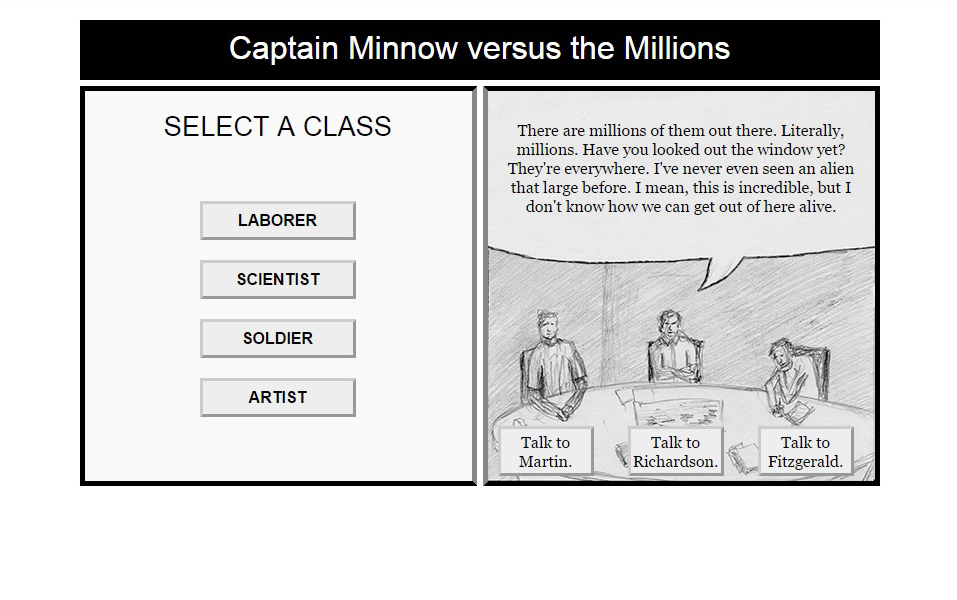 Captain Minnow versus the Millions
SELECT A CLASS
LABORER
SCIENTIST
SOLDIER
ARTIST
There are millions of them out there. Literally,
millions. Have you looked out the window yet?
They're everywhere. I've never even seen an alien
that large before. I mean, this is incredible, but I
don't know how we can get out of here alive.
Talk to
Martin.
Talk to
Richardson.
Talk to
Fitzgerald.